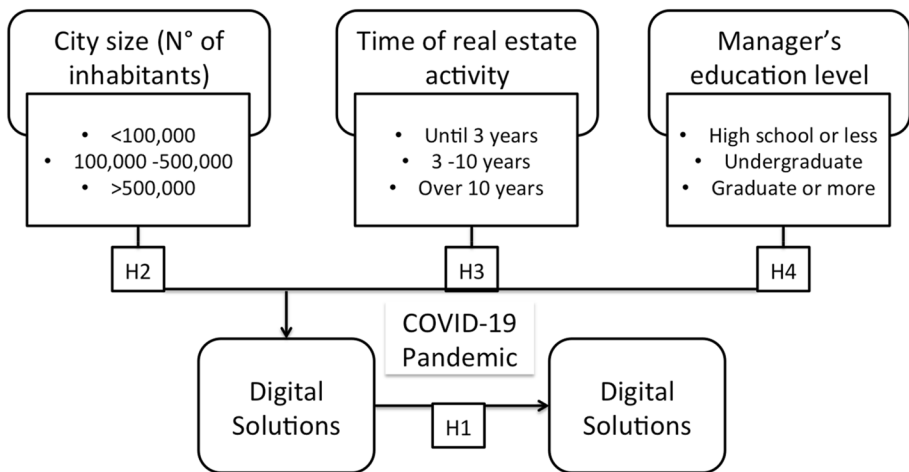 City size (N° of
inhabitants)
• <100,000
• 100,000 -500,000
• >500,000
H2
Time of real estate
activity
• Until 3 years
• 3 -10 years
• Over 10 years
H3
Manager’s
education level
• High school or less
• Undergraduate
• Graduate or more
H4
COVID-19
Pandemic
Digital
Solutions
H1
Digital
Solutions